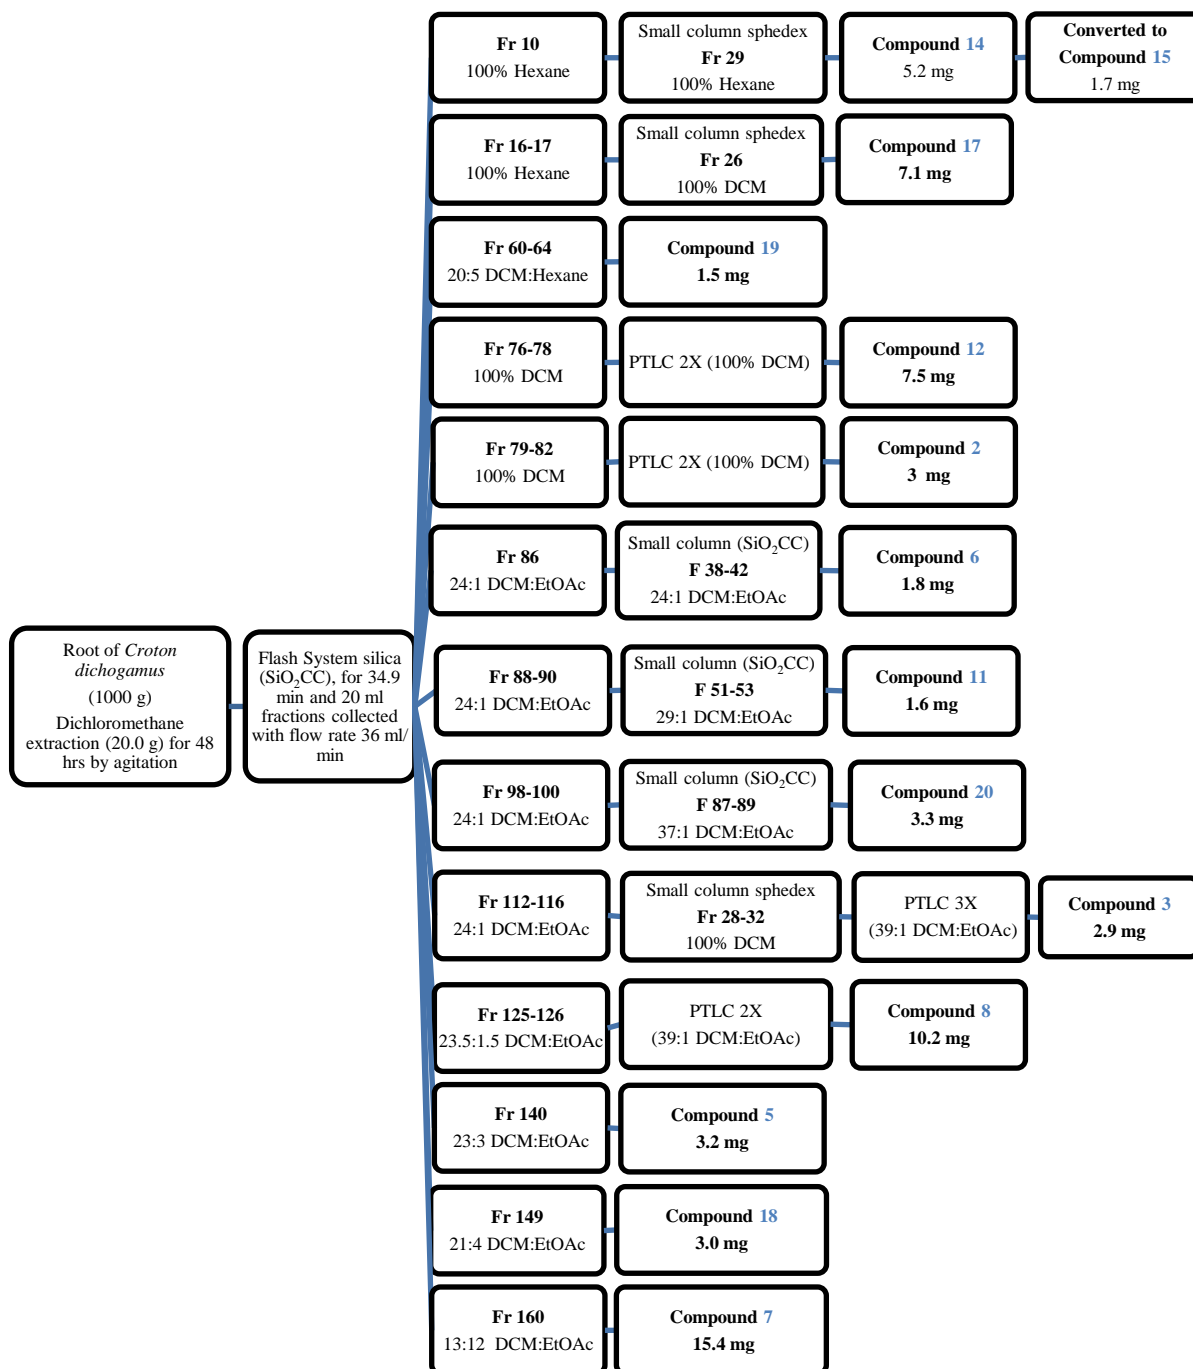 Root of Croton
dichogamus
(1000 g)
Dichloromethane
extraction (20.0 g) for 48
hrs by agitation
Flash System silica
(SiO₂CC), for 34.9
min and 20 ml
fractions collected
with flow rate 36 ml/
min
Fr 10
100% Hexane
Small column sphedex
Fr 29
100% Hexane
Compound 14
5.2 mg
Converted to
Compound 15
1.7 mg
Fr 16-17
100% Hexane
Small column sphedex
Fr 26
100% DCM
Compound 17
7.1 mg
Fr 60-64
20:5 DCM:Hexane
Compound 19
1.5 mg
Fr 76-78
100% DCM
PTLC 2X (100% DCM)
Compound 12
7.5 mg
Fr 79-82
100% DCM
PTLC 2X (100% DCM)
Compound 2
3 mg
Fr 86
24:1 DCM:EtOAc
Small column (SiO₂CC)
F 38-42
24:1 DCM:EtOAc
Compound 6
1.8 mg
Fr 88-90
24:1 DCM:EtOAc
Small column (SiO₂CC)
F 51-53
29:1 DCM:EtOAc
Compound 11
1.6 mg
Fr 98-100
24:1 DCM:EtOAc
Small column (SiO₂CC)
F 87-89
37:1 DCM:EtOAc
Compound 20
3.3 mg
Fr 112-116
24:1 DCM:EtOAc
Small column sphedex
Fr 28-32
100% DCM
PTLC 3X
(39:1 DCM:EtOAc)
Compound 3
2.9 mg
Fr 125-126
23.5:1.5 DCM:EtOAc
PTLC 2X
(39:1 DCM:EtOAc)
Compound 8
10.2 mg
Fr 140
23:3 DCM:EtOAc
Compound 5
3.2 mg
Fr 149
21:4 DCM:EtOAc
Compound 18
3.0 mg
Fr 160
13:12 DCM:EtOAc
Compound 7
15.4 mg